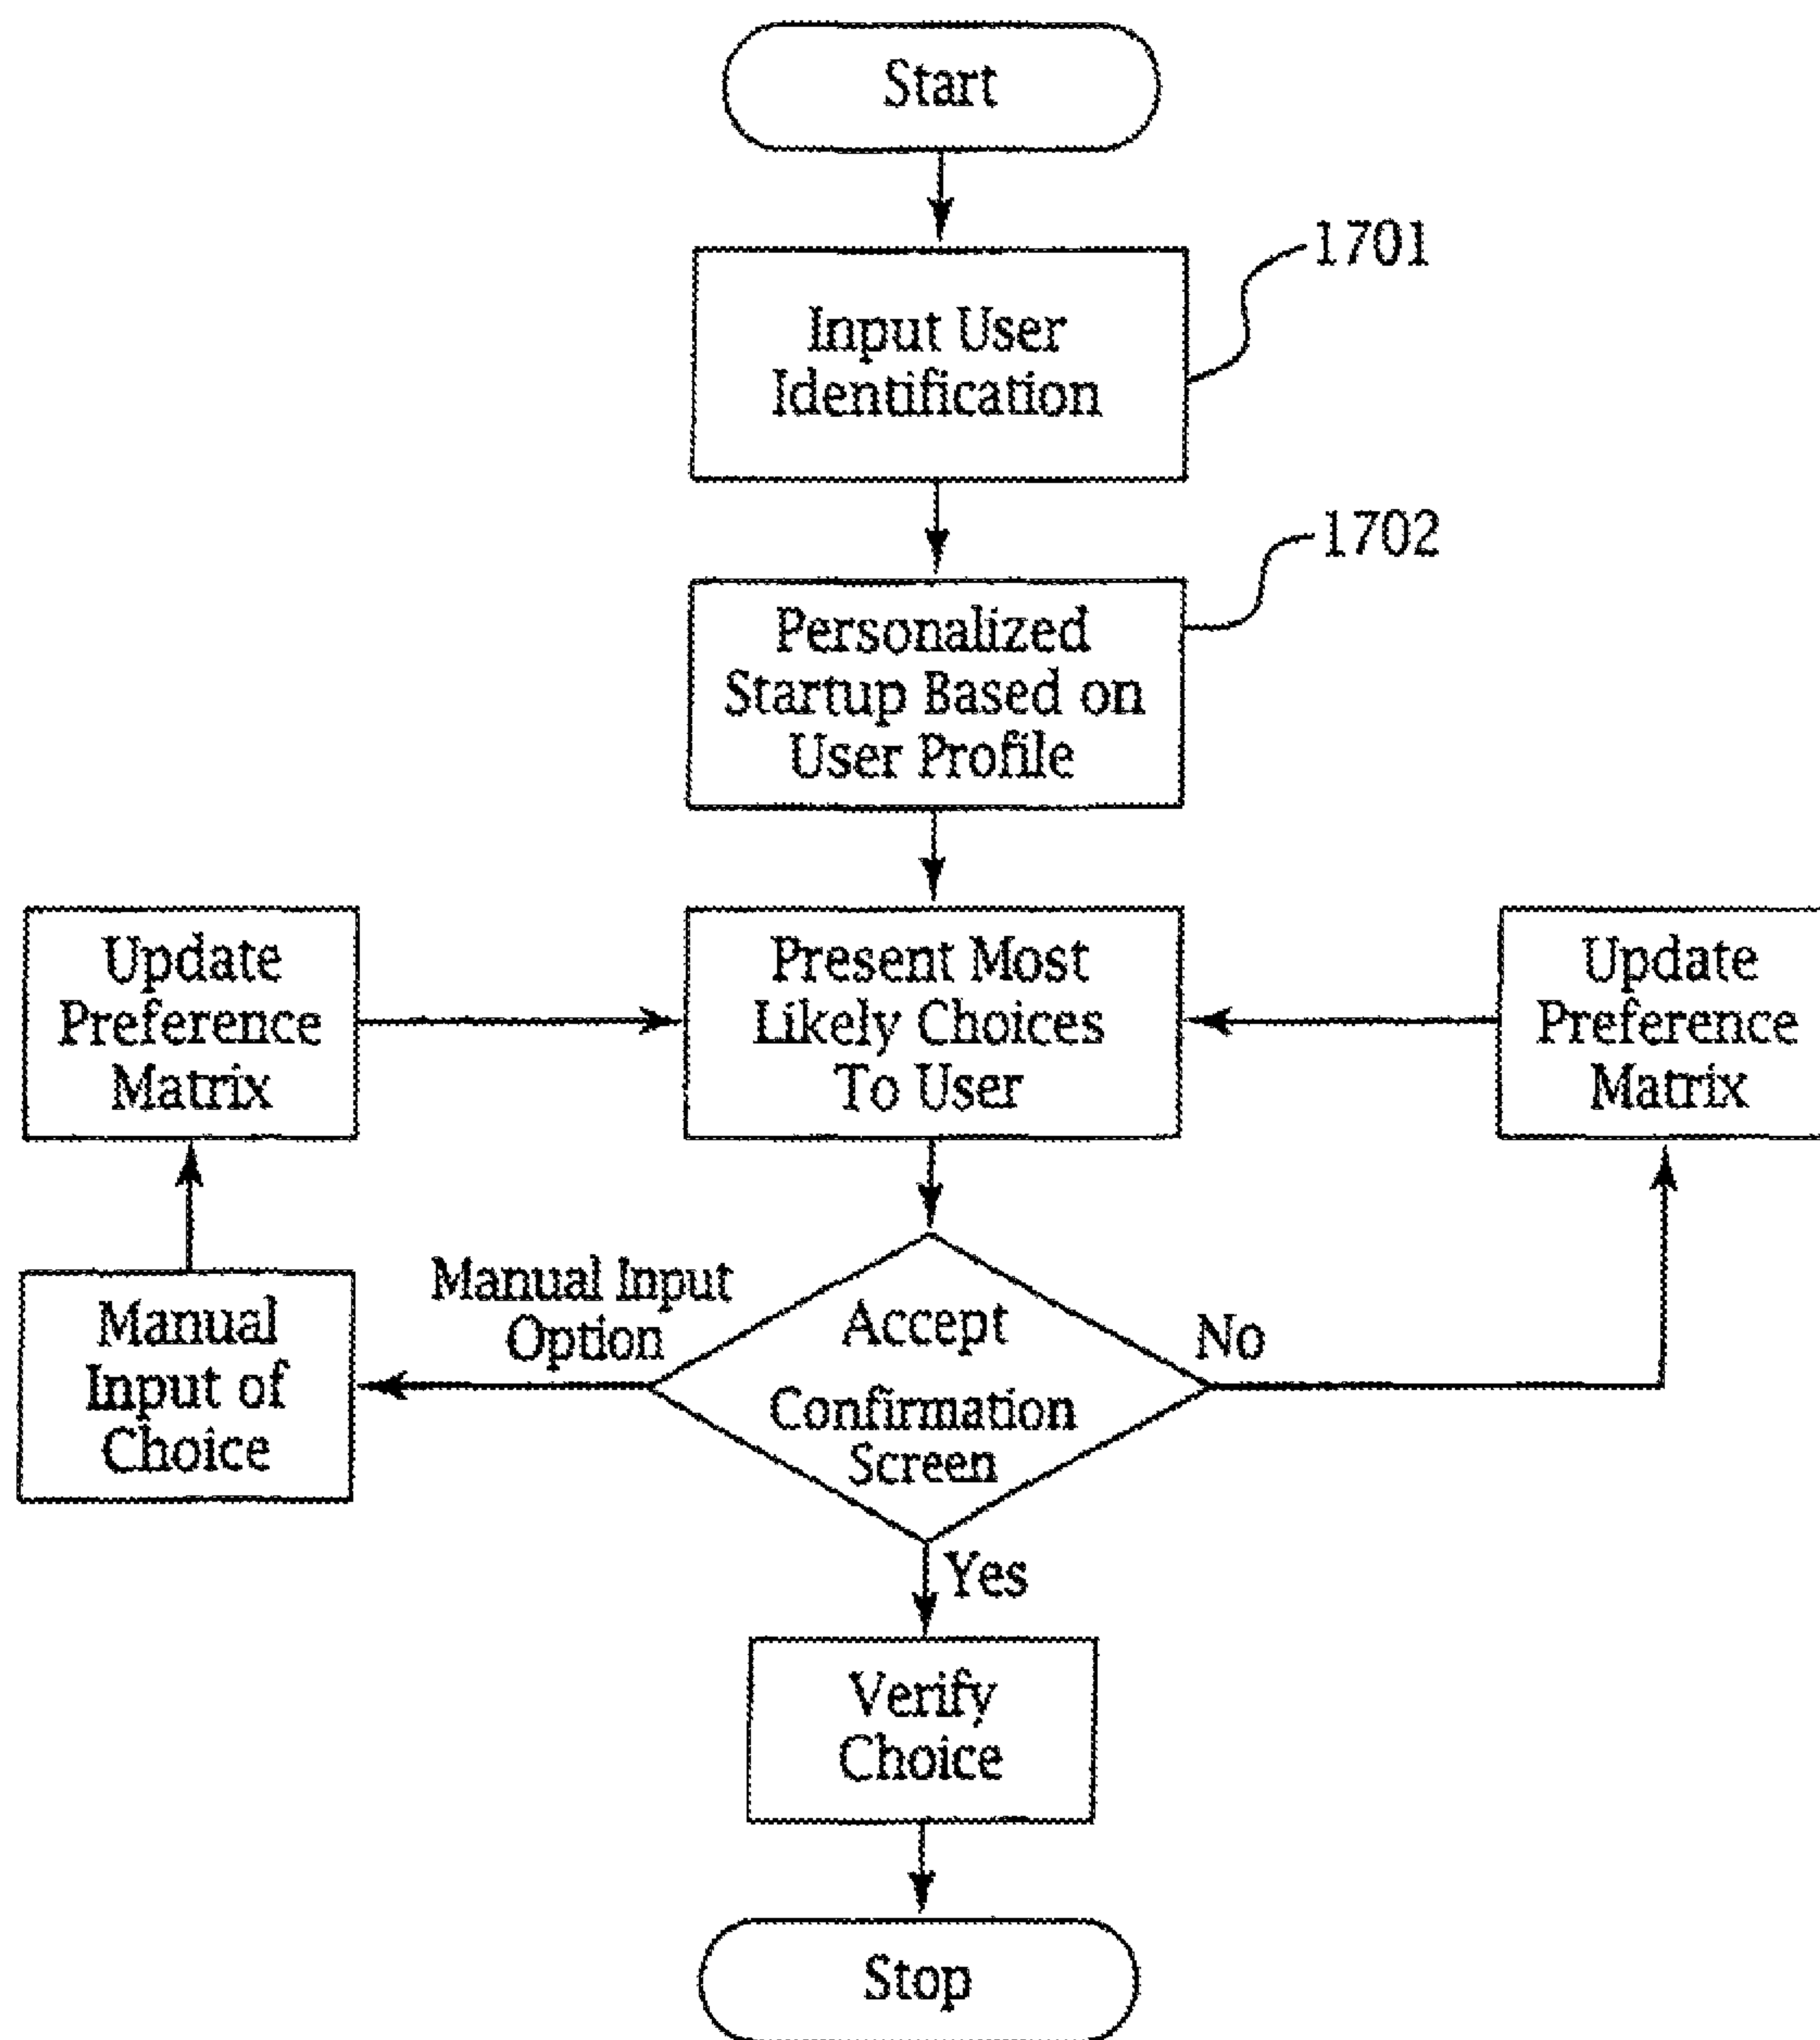 Start
1701
Input User
Identification
1702
Personalized
Startup Based on
User Profile
Update
Preference
Matrix
Present Most
Likely Choices
To User
Update
Preference
Matrix
Manual
Input of
Choice
Manual Input
Option
Accept
Confirmation
Screen
No
Yes
Verify
Choice
Stop